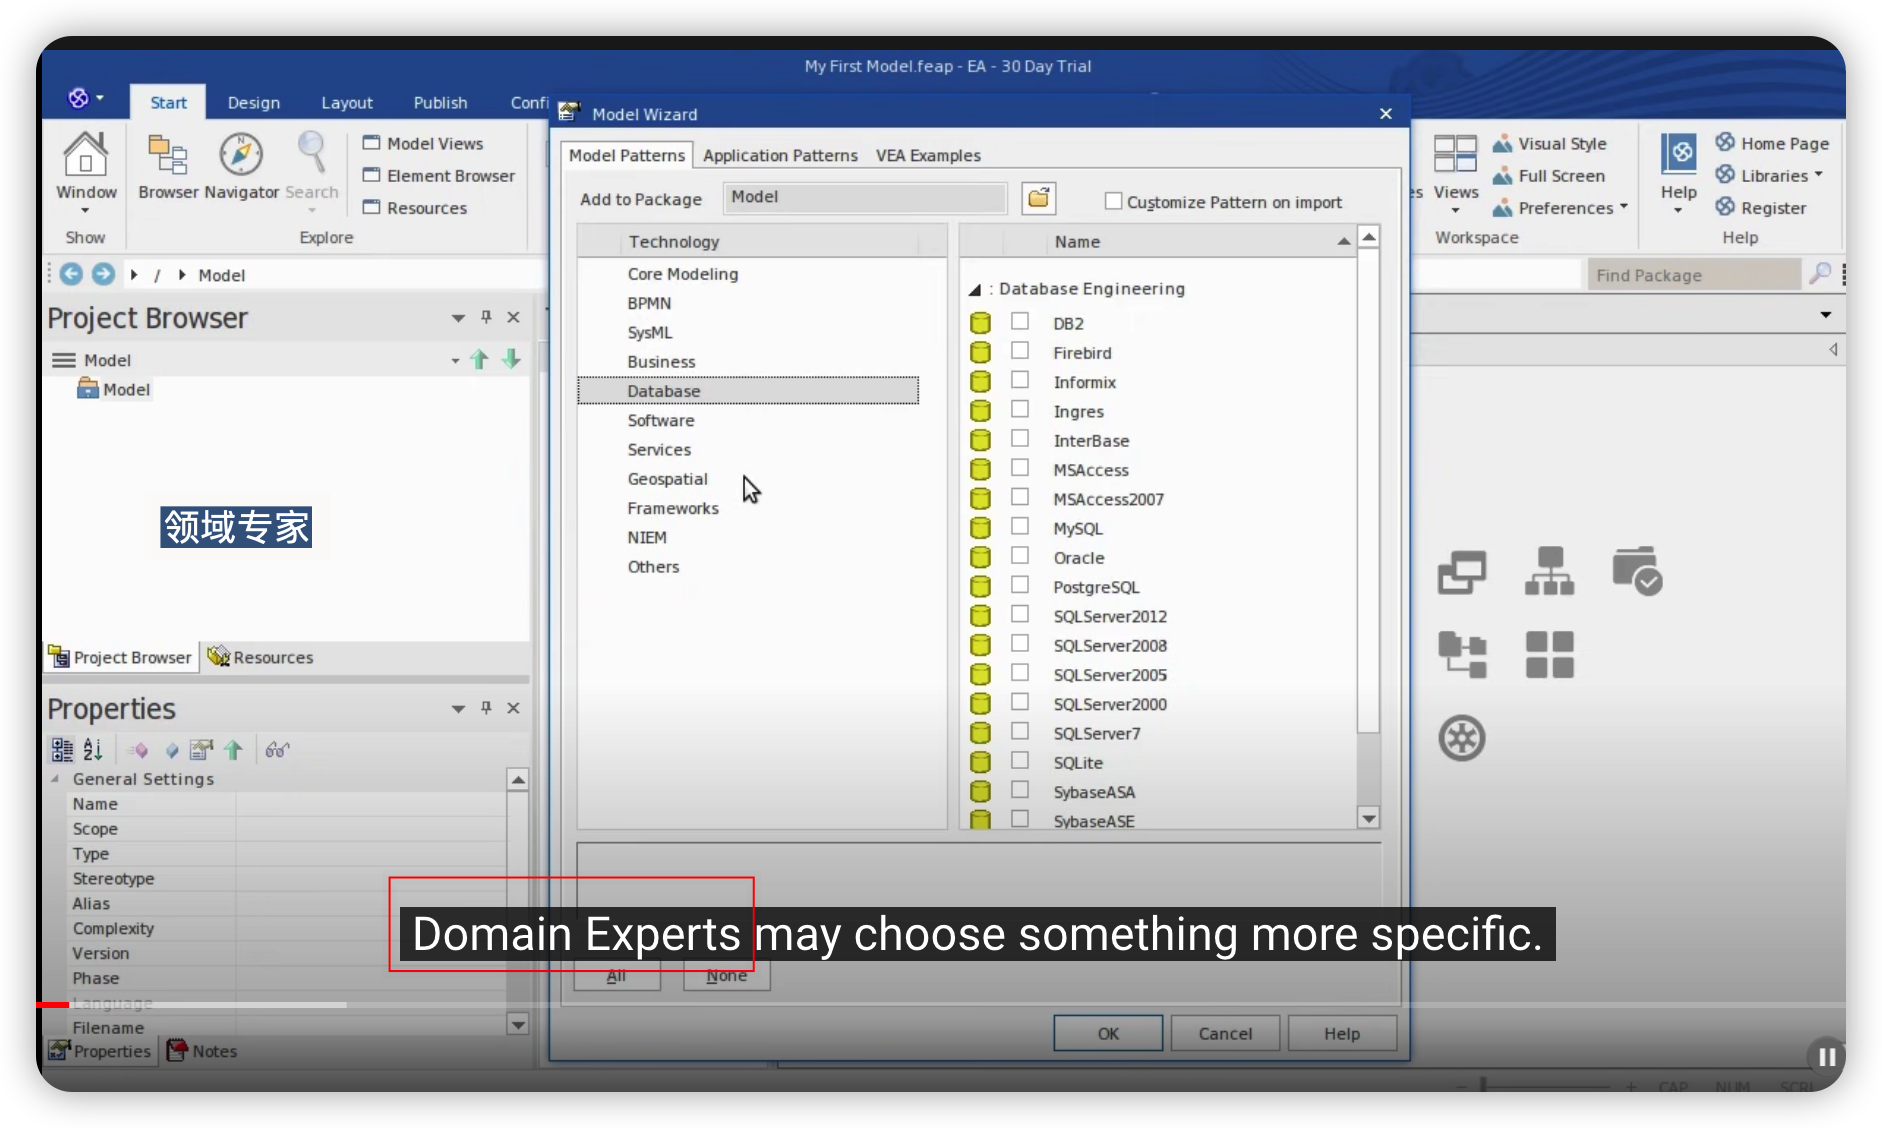 My First Model.feap - EA - 30 Day Trial
Start Design Layout Publish Confi
Model Wizard
Window
Show
Browser Navigator Search
Model Views
Element Browser
Resources
Explore
Model Patterns Application Patterns VEA Examples
Add to Package Model Customize Pattern on import
es Views
Visual Style
Full Screen
Preferences
Workspace
Help
Home Page
Libraries
Register
Help
/ Model
Find Package
Project Browser
Model
Model
领域专家
Project Browser Resources
Properties
General Settings
Name
Scope
Type
Stereotype
Alias
Complexity
Version
Phase
Language
Filename
Properties Notes
Technology
Core Modeling
BPMN
SysML
Business
Database
Software
Services
Geospatial
Frameworks
NIEM
Others
Name
: Database Engineering
DB2
Firebird
Informix
Ingres
InterBase
MSAccess
MSAccess2007
MySQL
Oracle
PostgreSQL
SQLServer2012
SQLServer2008
SQLServer2005
SQLServer2000
SQLServer7
SQLite
SybaseASA
SybaseASE
Domain Experts may choose something more specific.
All None
OK Cancel Help
CAP NUM SCRL